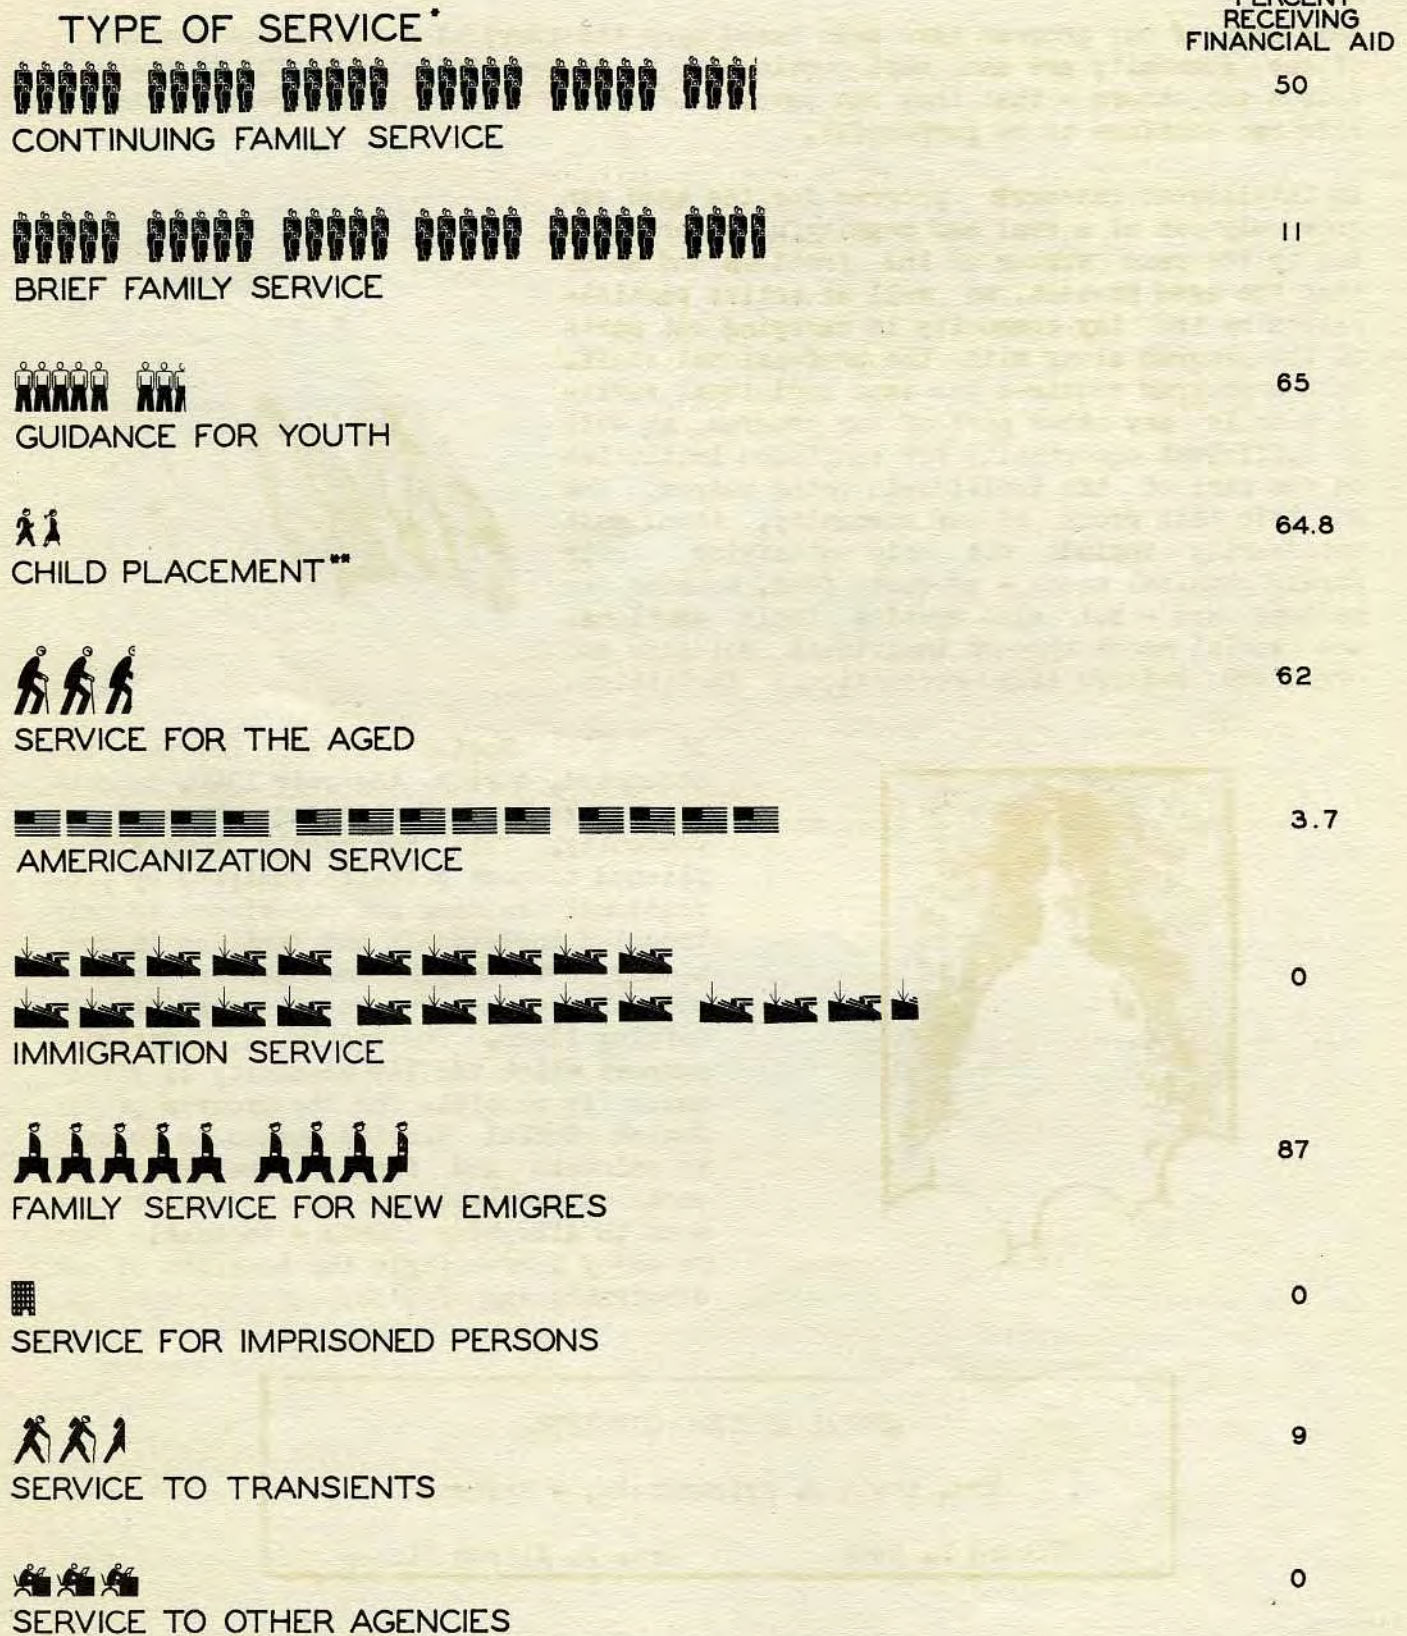 TYPE OF SERVICE*
PERCENT
RECEIVING
FINANCIAL AID
50
CONTINUING FAMILY SERVICE
11
BRIEF FAMILY SERVICE
65
GUIDANCE FOR YOUTH
64.8
CHILD PLACEMENT**
62
SERVICE FOR THE AGED
3.7
AMERICANIZATION SERVICE
0
IMMIGRATION SERVICE
87
FAMILY SERVICE FOR NEW EMIGRES
0
SERVICE FOR IMPRISONED PERSONS
9
SERVICE TO TRANSIENTS
0
SERVICE TO OTHER AGENCIES